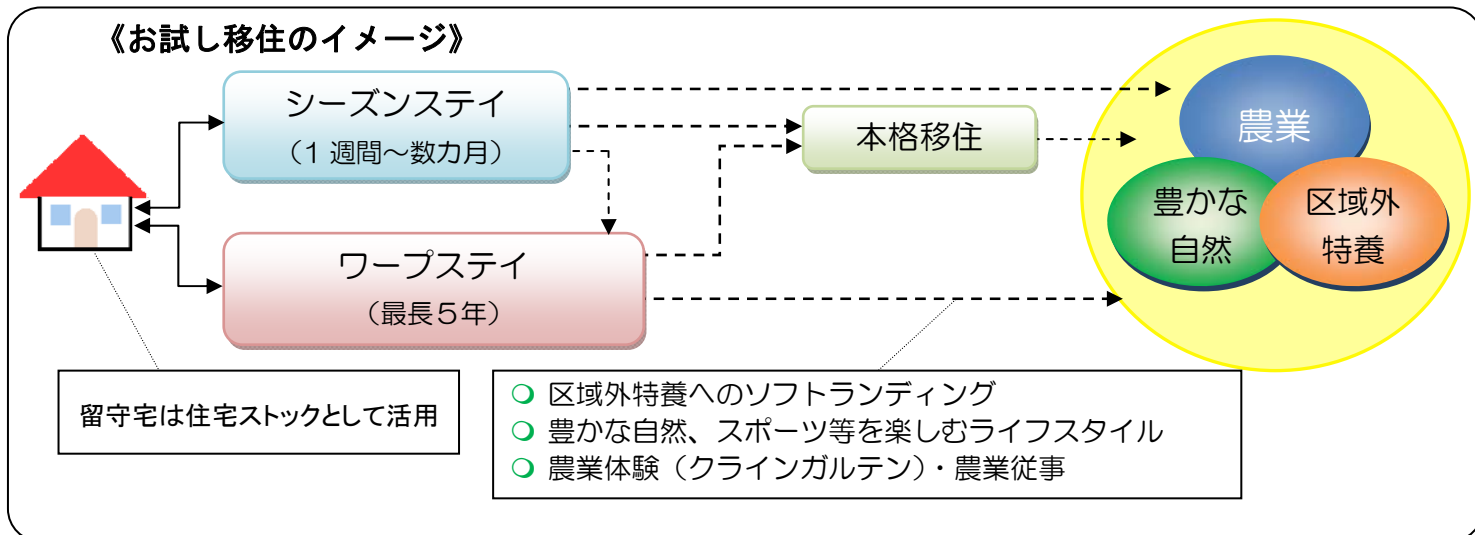 《お試し移住のイメージ》
シーズンステイ
（1 週間～数カ月）
本格移住
農業
豊かな
自然
区域外
特養
ワープステイ
（最長５年）
留守宅は住宅ストックとして活用
○ 区域外特養へのソフトランディング
○ 豊かな自然、スポーツ等を楽しむライフスタイル
○ 農業体験（クラインガルテン）・農業従事